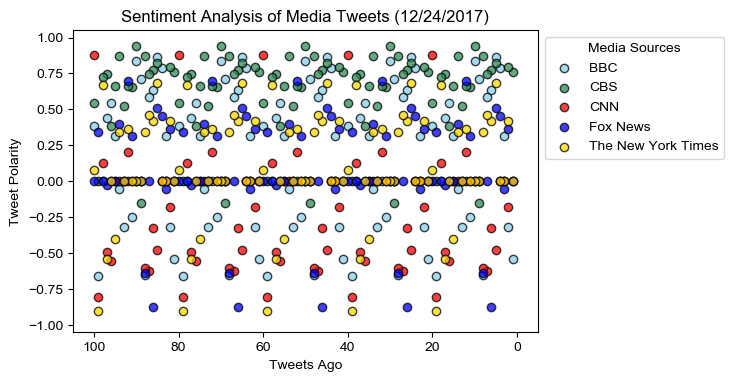 Sentiment Analysis of Media Tweets (12/24/2017)
1.00
0.75
0.50
0.25
0.00
−0.25
−0.50
−0.75
−1.00
Tweet Polarity
100
80
60
40
20
0
Tweets Ago
Media Sources
BBC
CBS
CNN
Fox News
The New York Times